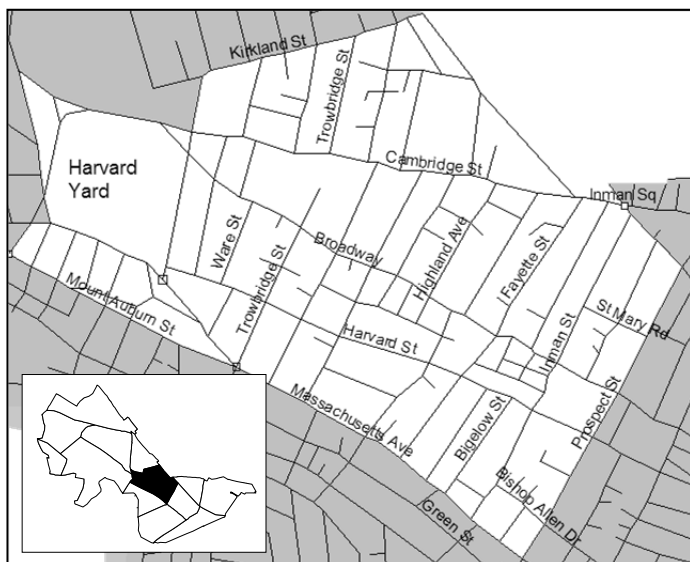 Kirkland St
Trowbridge St
Cambridge St
Harvard
Yard
Inman Sq
Ware St
Trowbridge St
Broadway
Highland Ave
Fayette St
Mount Auburn St
Harvard St
Inman St
St Mary Rd
Massachusetts Ave
Bigelow St
Prospect St
Green St
Bishop Allen Dr